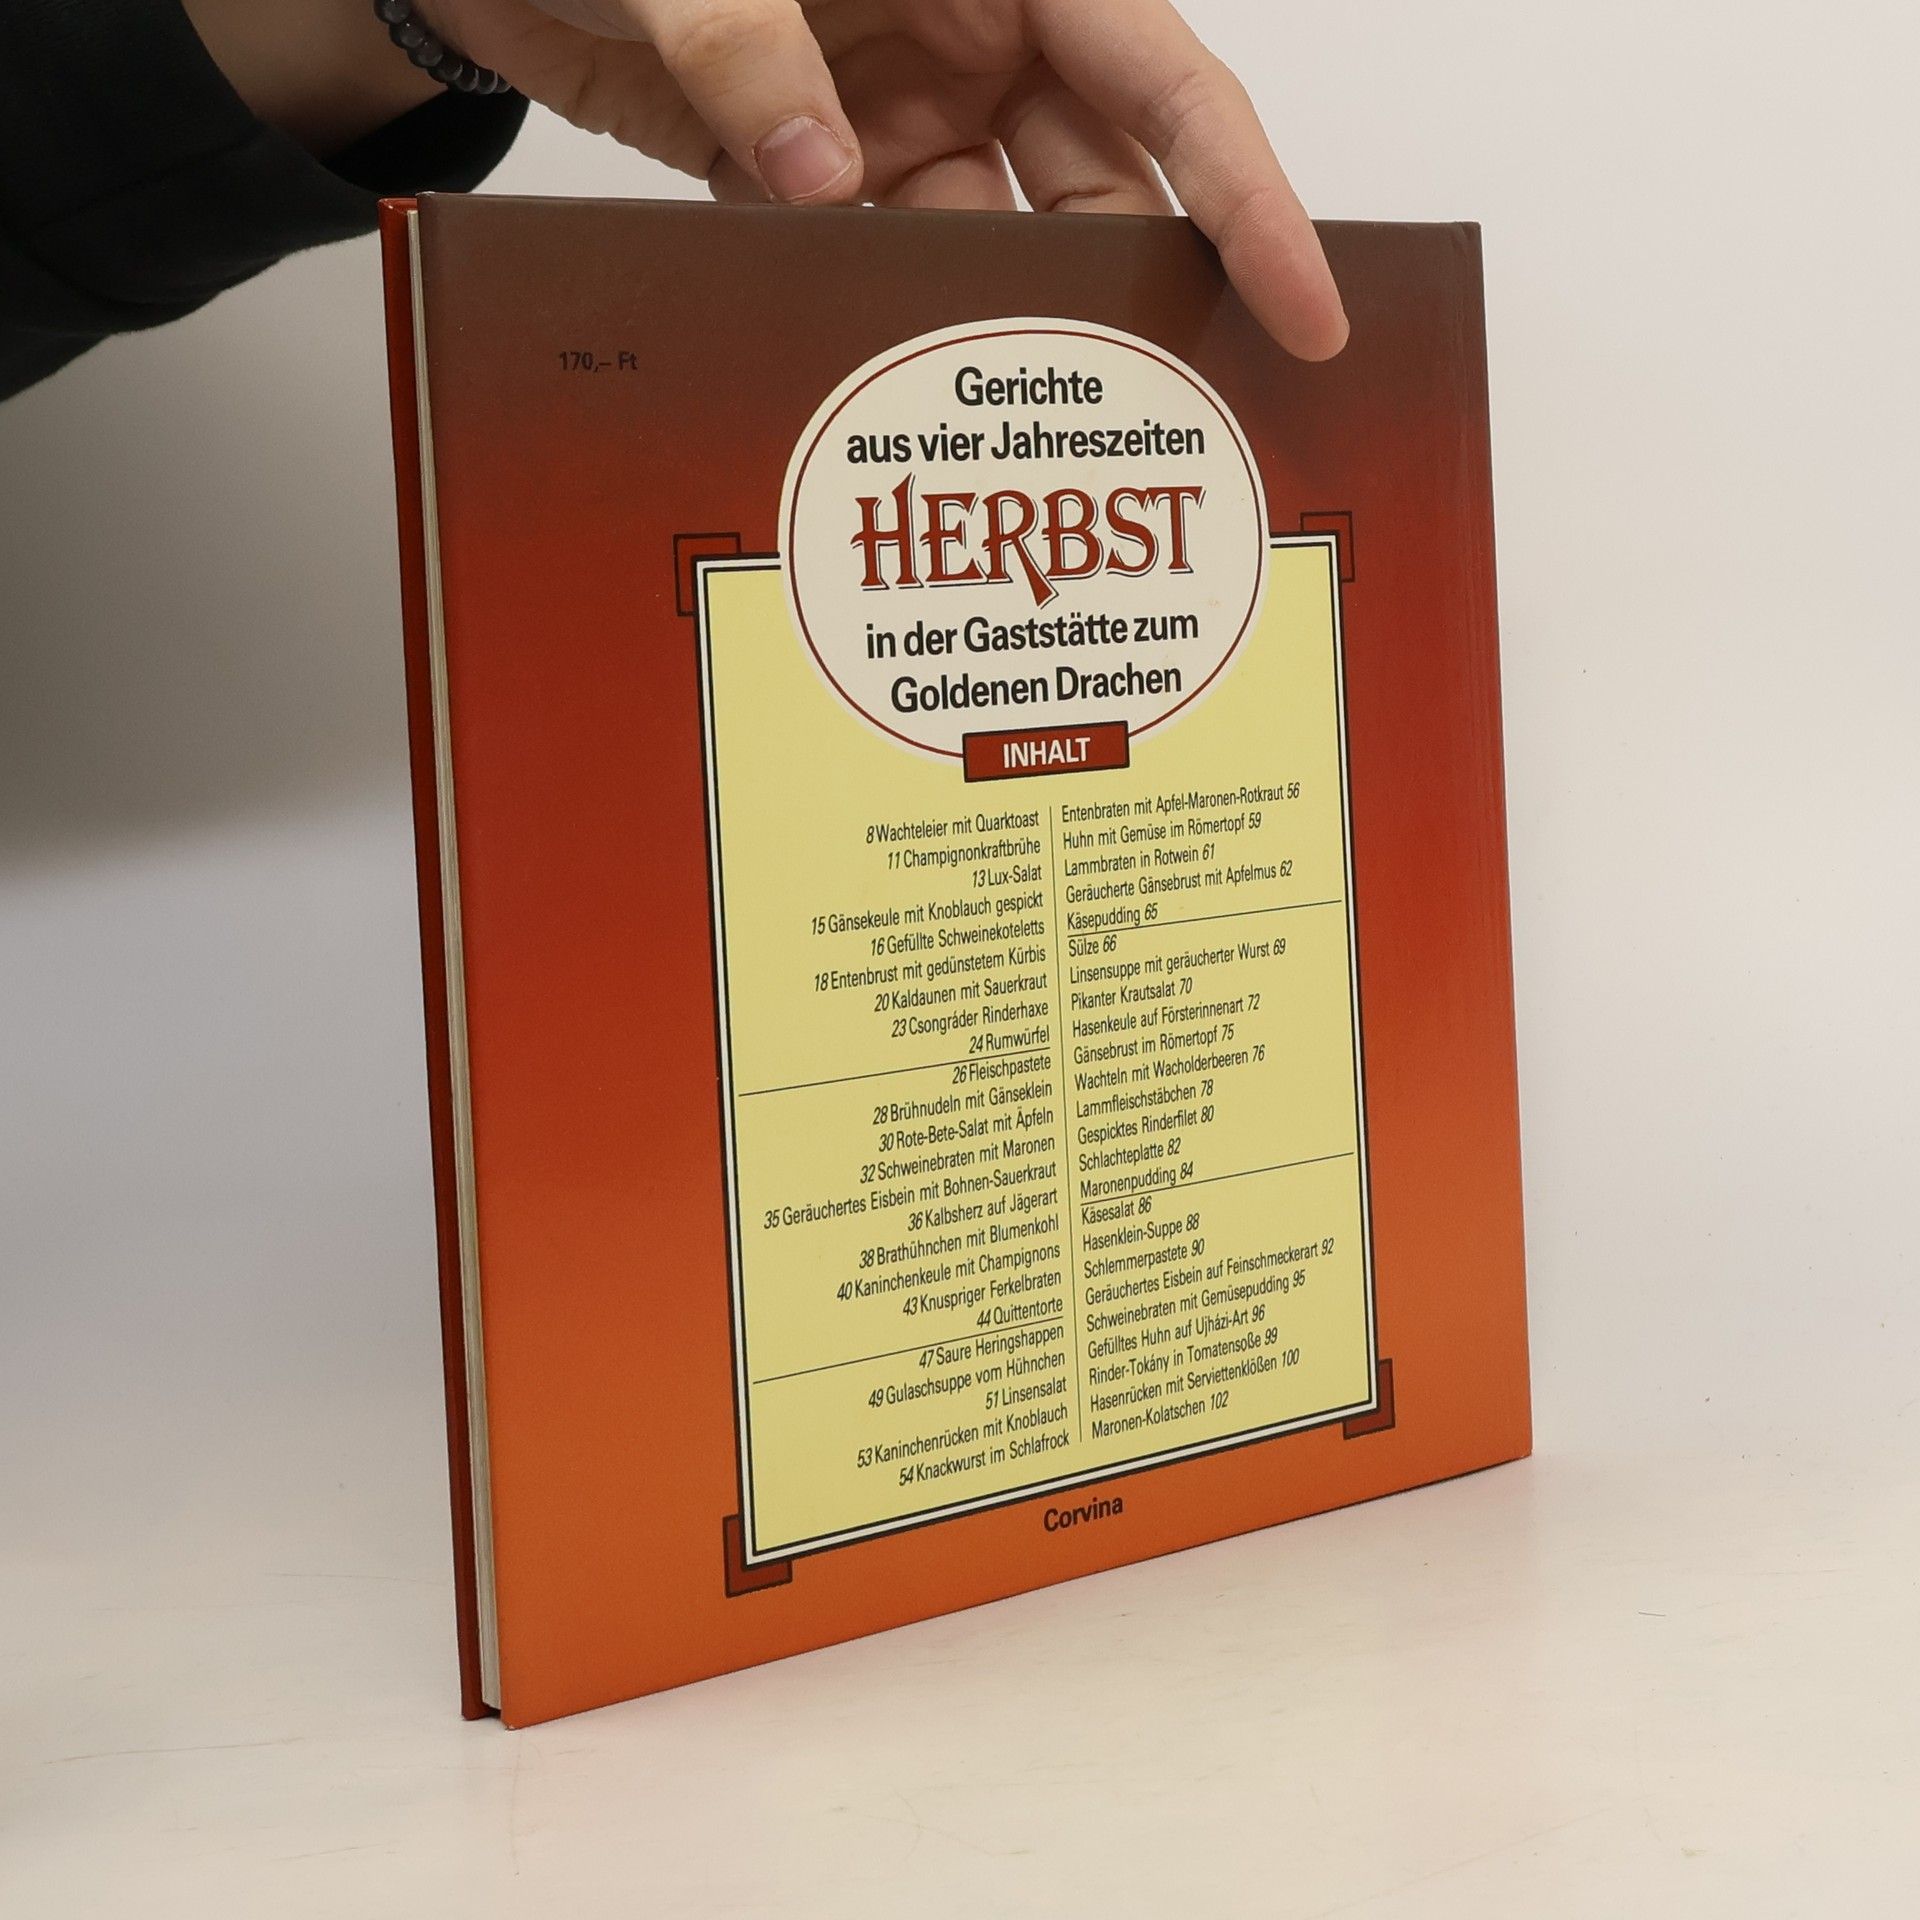 170,– Ft
Gerichte
aus vier Jahreszeiten
HERBST
in der Gaststätte zum
Goldenen Drachen
INHALT
8 Wachteleier mit Quarktoast
11 Champignonkraftbrühe
13 Lux-Salat
15 Gänsekeule mit Knoblauch gespickt
16 Gefüllte Schweinekoteletts
18 Entenbrust mit gedünstetem Kürbis
20 Kaldaunen mit Sauerkraut
23 Csongráder Rinderhaxe
24 Rumwürfel
26 Fleischpastete
28 Brühnudeln mit Gänseklein
30 Rote-Bete-Salat mit Äpfeln
32 Schweinebraten mit Maronen
35 Geräuchertes Eisbein mit Bohnen-Sauerkraut
36 Kalbsherz auf Jägerart
38 Brathühnchen mit Blumenkohl
40 Kaninchenkeule mit Champignons
43 Knuspriger Ferkelbraten
44 Quittentorte
47 Saure Heringshappen
49 Gulaschsuppe vom Hühnchen
51 Linsensalat
53 Kaninchenrücken mit Knoblauch
54 Knackwurst im Schlafrock
Entenbraten mit Apfel-Maronen-Rotkraut 56
Huhn mit Gemüse im Römertopf 59
Lammbraten in Rotwein 61
Geräucherte Gänsebrust mit Apfelmus 62
Käsepudding 65
Sülze 66
Linsensuppe mit geräucherter Wurst 69
Pikanter Krautsalat 70
Hasenkeule auf Försterinnenart 72
Gänsebrust im Römertopf 75
Wachteln mit Wacholderbeeren 76
Lammfleischstäbchen 78
Gespicktes Rinderfilet 80
Schlachteplatte 82
Maronenpudding 84
Käsesalat 86
Hasenklein-Suppe 88
Schlemmerpastete 90
Geräuchertes Eisbein auf Feinschmeckerart 92
Schweinebraten mit Gemüsepudding 95
Gefülltes Huhn auf Ujházi-Art 96
Rinder-Tokány in Tomatensoße 99
Hasenrücken mit Serviettenklößen 100
Maronen-Kolatschen 102
Corvina